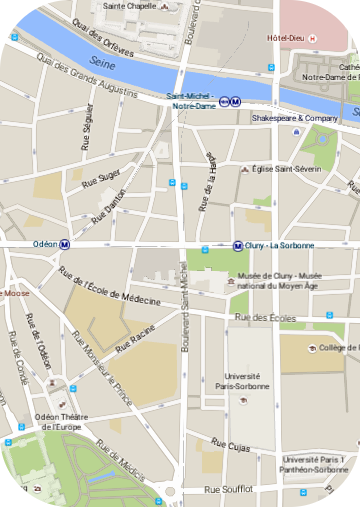 Sainte Chapelle
Quai des Orfèvres
Boulevard d
Hôtel-Dieu
H
Seine
Cathé
Notre-Dame de P
Quai des Grands Augustins
Saint-Michel -
Notre-Dame
M
Se
Shakespeare & Company
Rue Séguier
Rue de la Harpe
Église Saint-Séverin
Rue Suger
Rue Danton
Odéon
M
M
Cluny - La Sorbonne
Rue de l'École de Médecine
Musée de Cluny - Musée
national du Moyen Âge
Moose
Boulevard Saint-Michel
Rue des Écoles
Rue de l'Odéon
Rue Racine
Rue Monsieur le Prince
Rue de Condé
Collège de
Université
Paris-Sorbonne
Odéon Théâtre
de l'Europe
Rue de Médicis
Rue Cujas
Université Paris 1
Panthéon-Sorbonne
Rue Soufflot